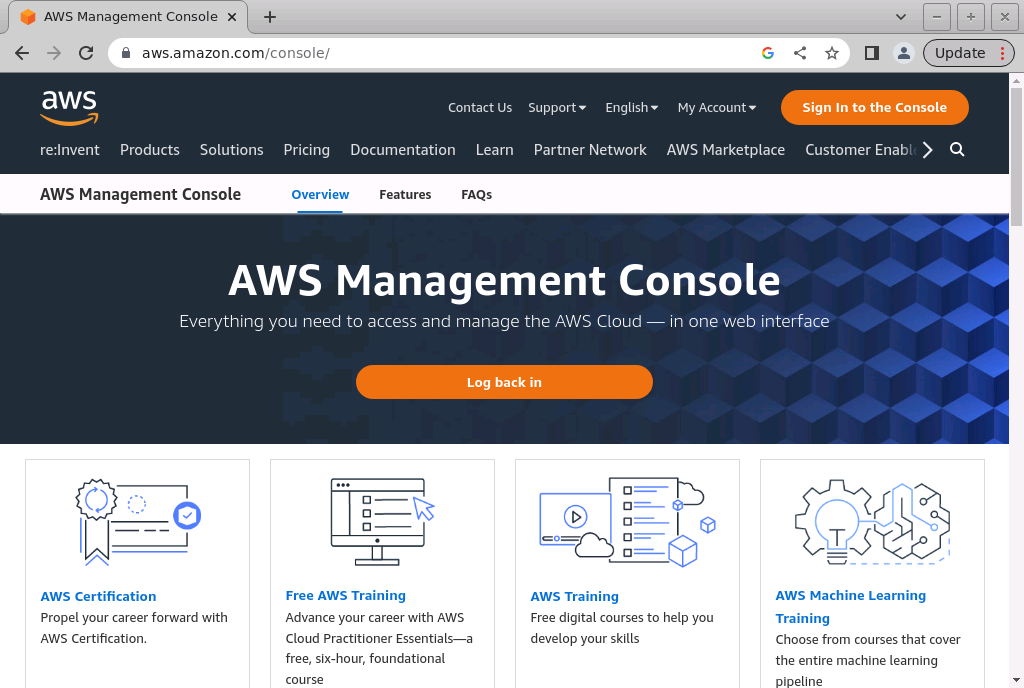 AWS Management Console
aws.amazon.com/console/
Update
aws
Contact Us Support English My Account Sign In to the Console
re:Invent Products Solutions Pricing Documentation Learn Partner Network AWS Marketplace Customer Enabl
AWS Management Console Overview Features FAQs
AWS Management Console
Everything you need to access and manage the AWS Cloud — in one web interface
Log back in
AWS Certification
Propel your career forward with
AWS Certification.
Free AWS Training
Advance your career with AWS
Cloud Practitioner Essentials—a
free, six-hour, foundational
course
AWS Training
Free digital courses to help you
develop your skills
AWS Machine Learning
Training
Choose from courses that cover
the entire machine learning
pipeline